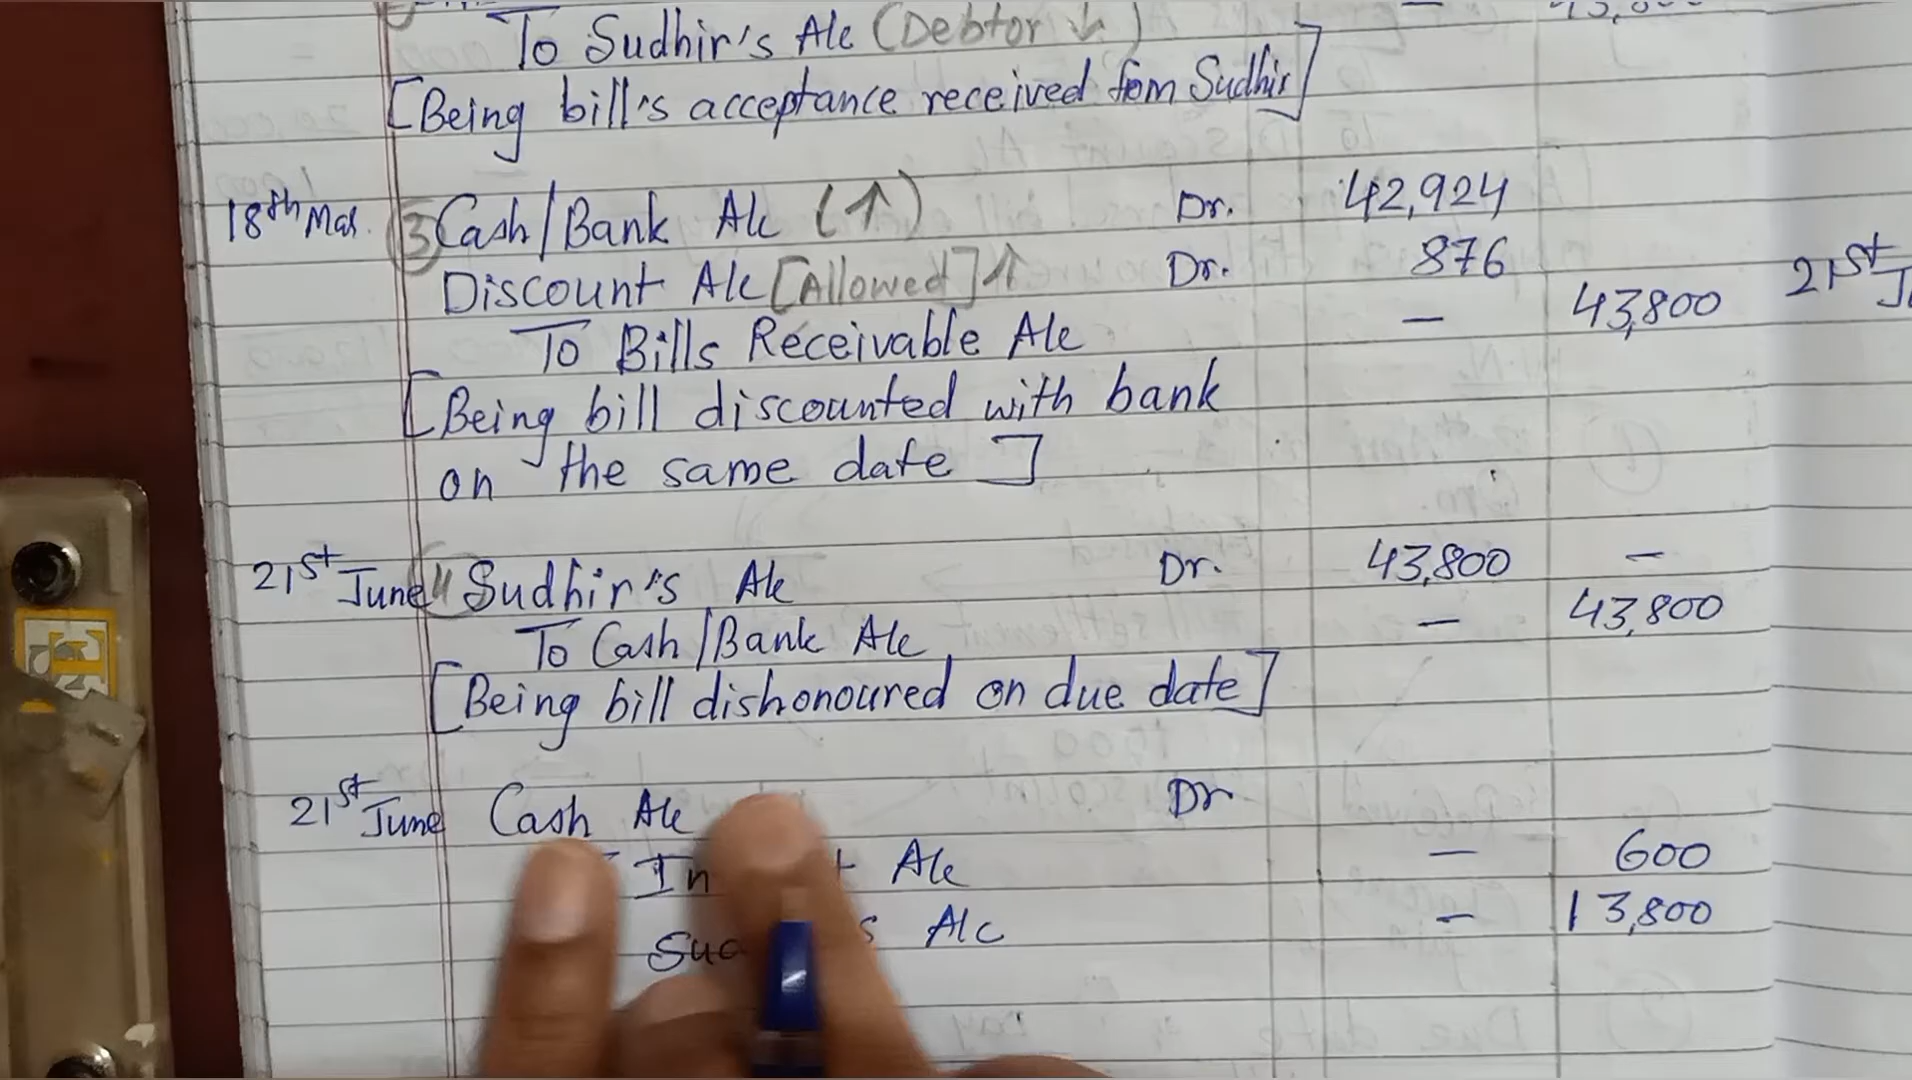 To Sudhir's A/c (Debtor ↓)
[Being bill's acceptance received fom Sudhir]
18th Mar. 3 Cash/Bank A/c (↑) Dr. 42,924
Discount A/c [Allowed] ↑ Dr. 876
To Bills Receivable A/c — 43,800
[Being bill discounted with bank
on the same date]
21st June Sudhir's A/c Dr. 43,800 —
To Cash/Bank A/c — 43,800
[Being bill dishonoured on due date]
21st June Cash A/c Dr
A/c — 600
A/c — 13,800
21st